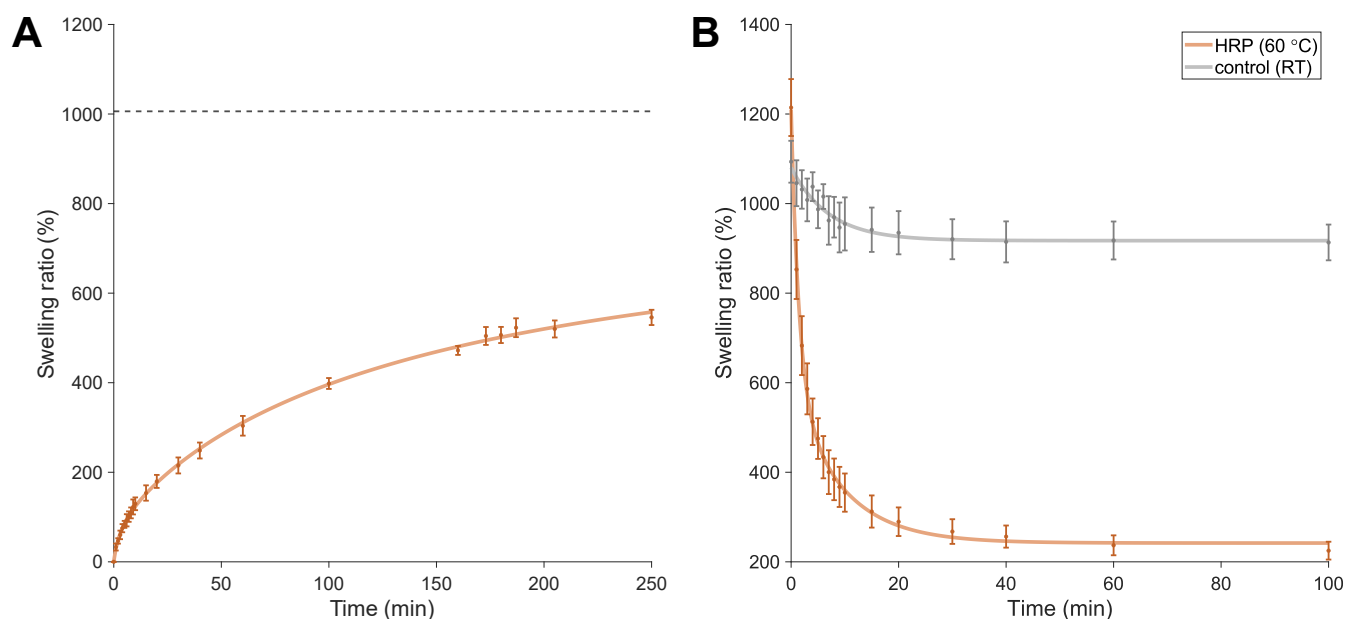 A
1200
1000
800
600
400
200
0
Swelling ratio (%)
0 50 100 150 200 250
Time (min)
B
1400
1200
1000
800
600
400
200
Swelling ratio (%)
HRP (60 °C)
control (RT)
0 20 40 60 80 100
Time (min)